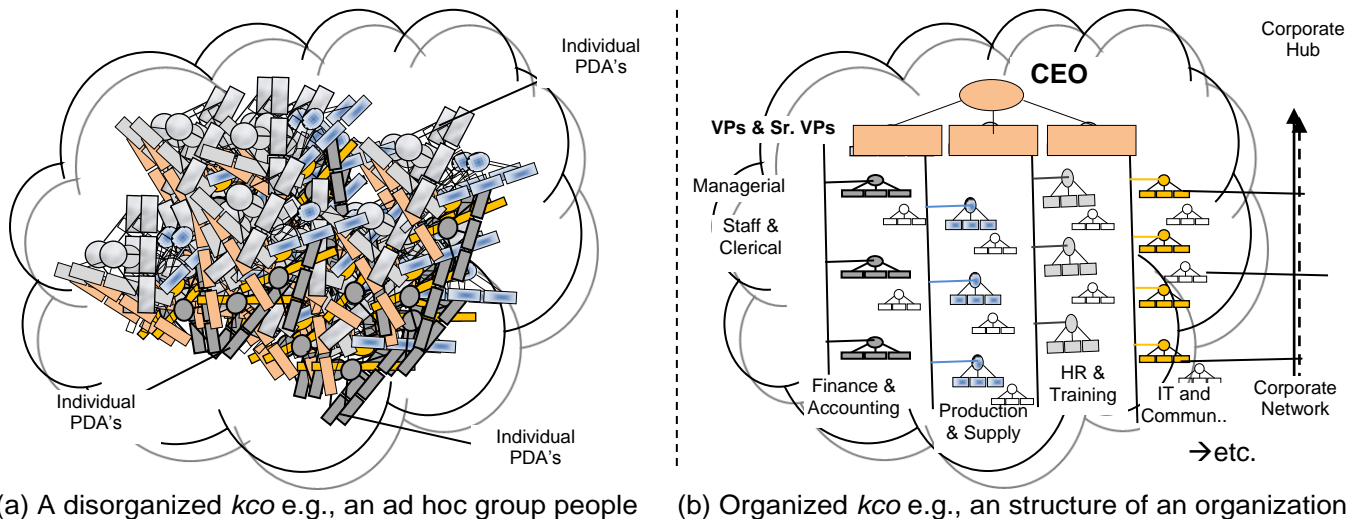 Individual
PDA's
Individual
PDA's
Individual
PDA's
(a) A disorganized kco e.g., an ad hoc group people
Corporate
Hub
CEO
VPs & Sr. VPs
Managerial
Staff &
Clerical
Finance &
Accounting
Production
& Supply
HR &
Training
IT and
Commun..
Corporate
Network
→etc.
(b) Organized kco e.g., an structure of an organization